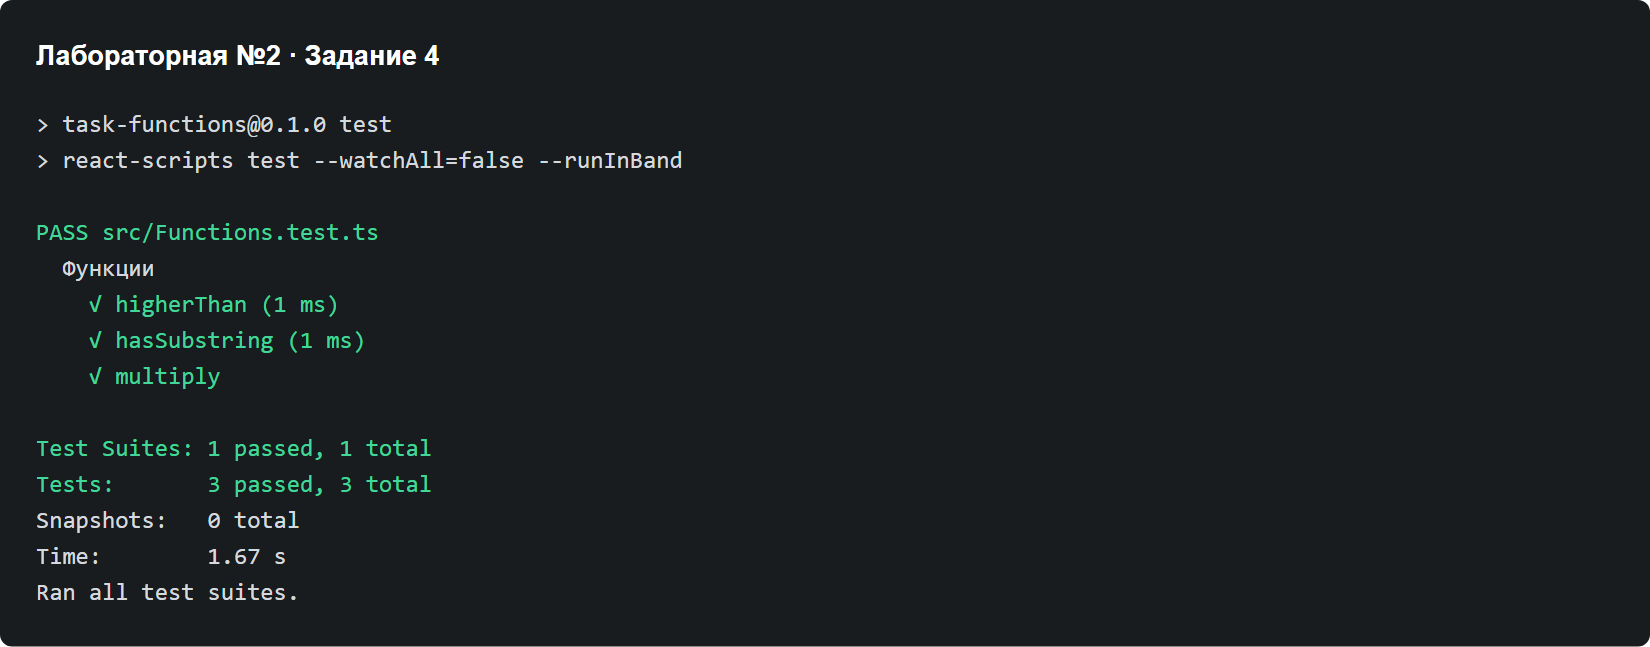 Лабораторная №2 · Задание 4
> task-functions@0.1.0 test
> react-scripts test --watchAll=false --runInBand
PASS src/Functions.test.ts
Функции
√ higherThan (1 ms)
√ hasSubstring (1 ms)
√ multiply
Test Suites: 1 passed, 1 total
Tests:       3 passed, 3 total
Snapshots:   0 total
Time:        1.67 s
Ran all test suites.